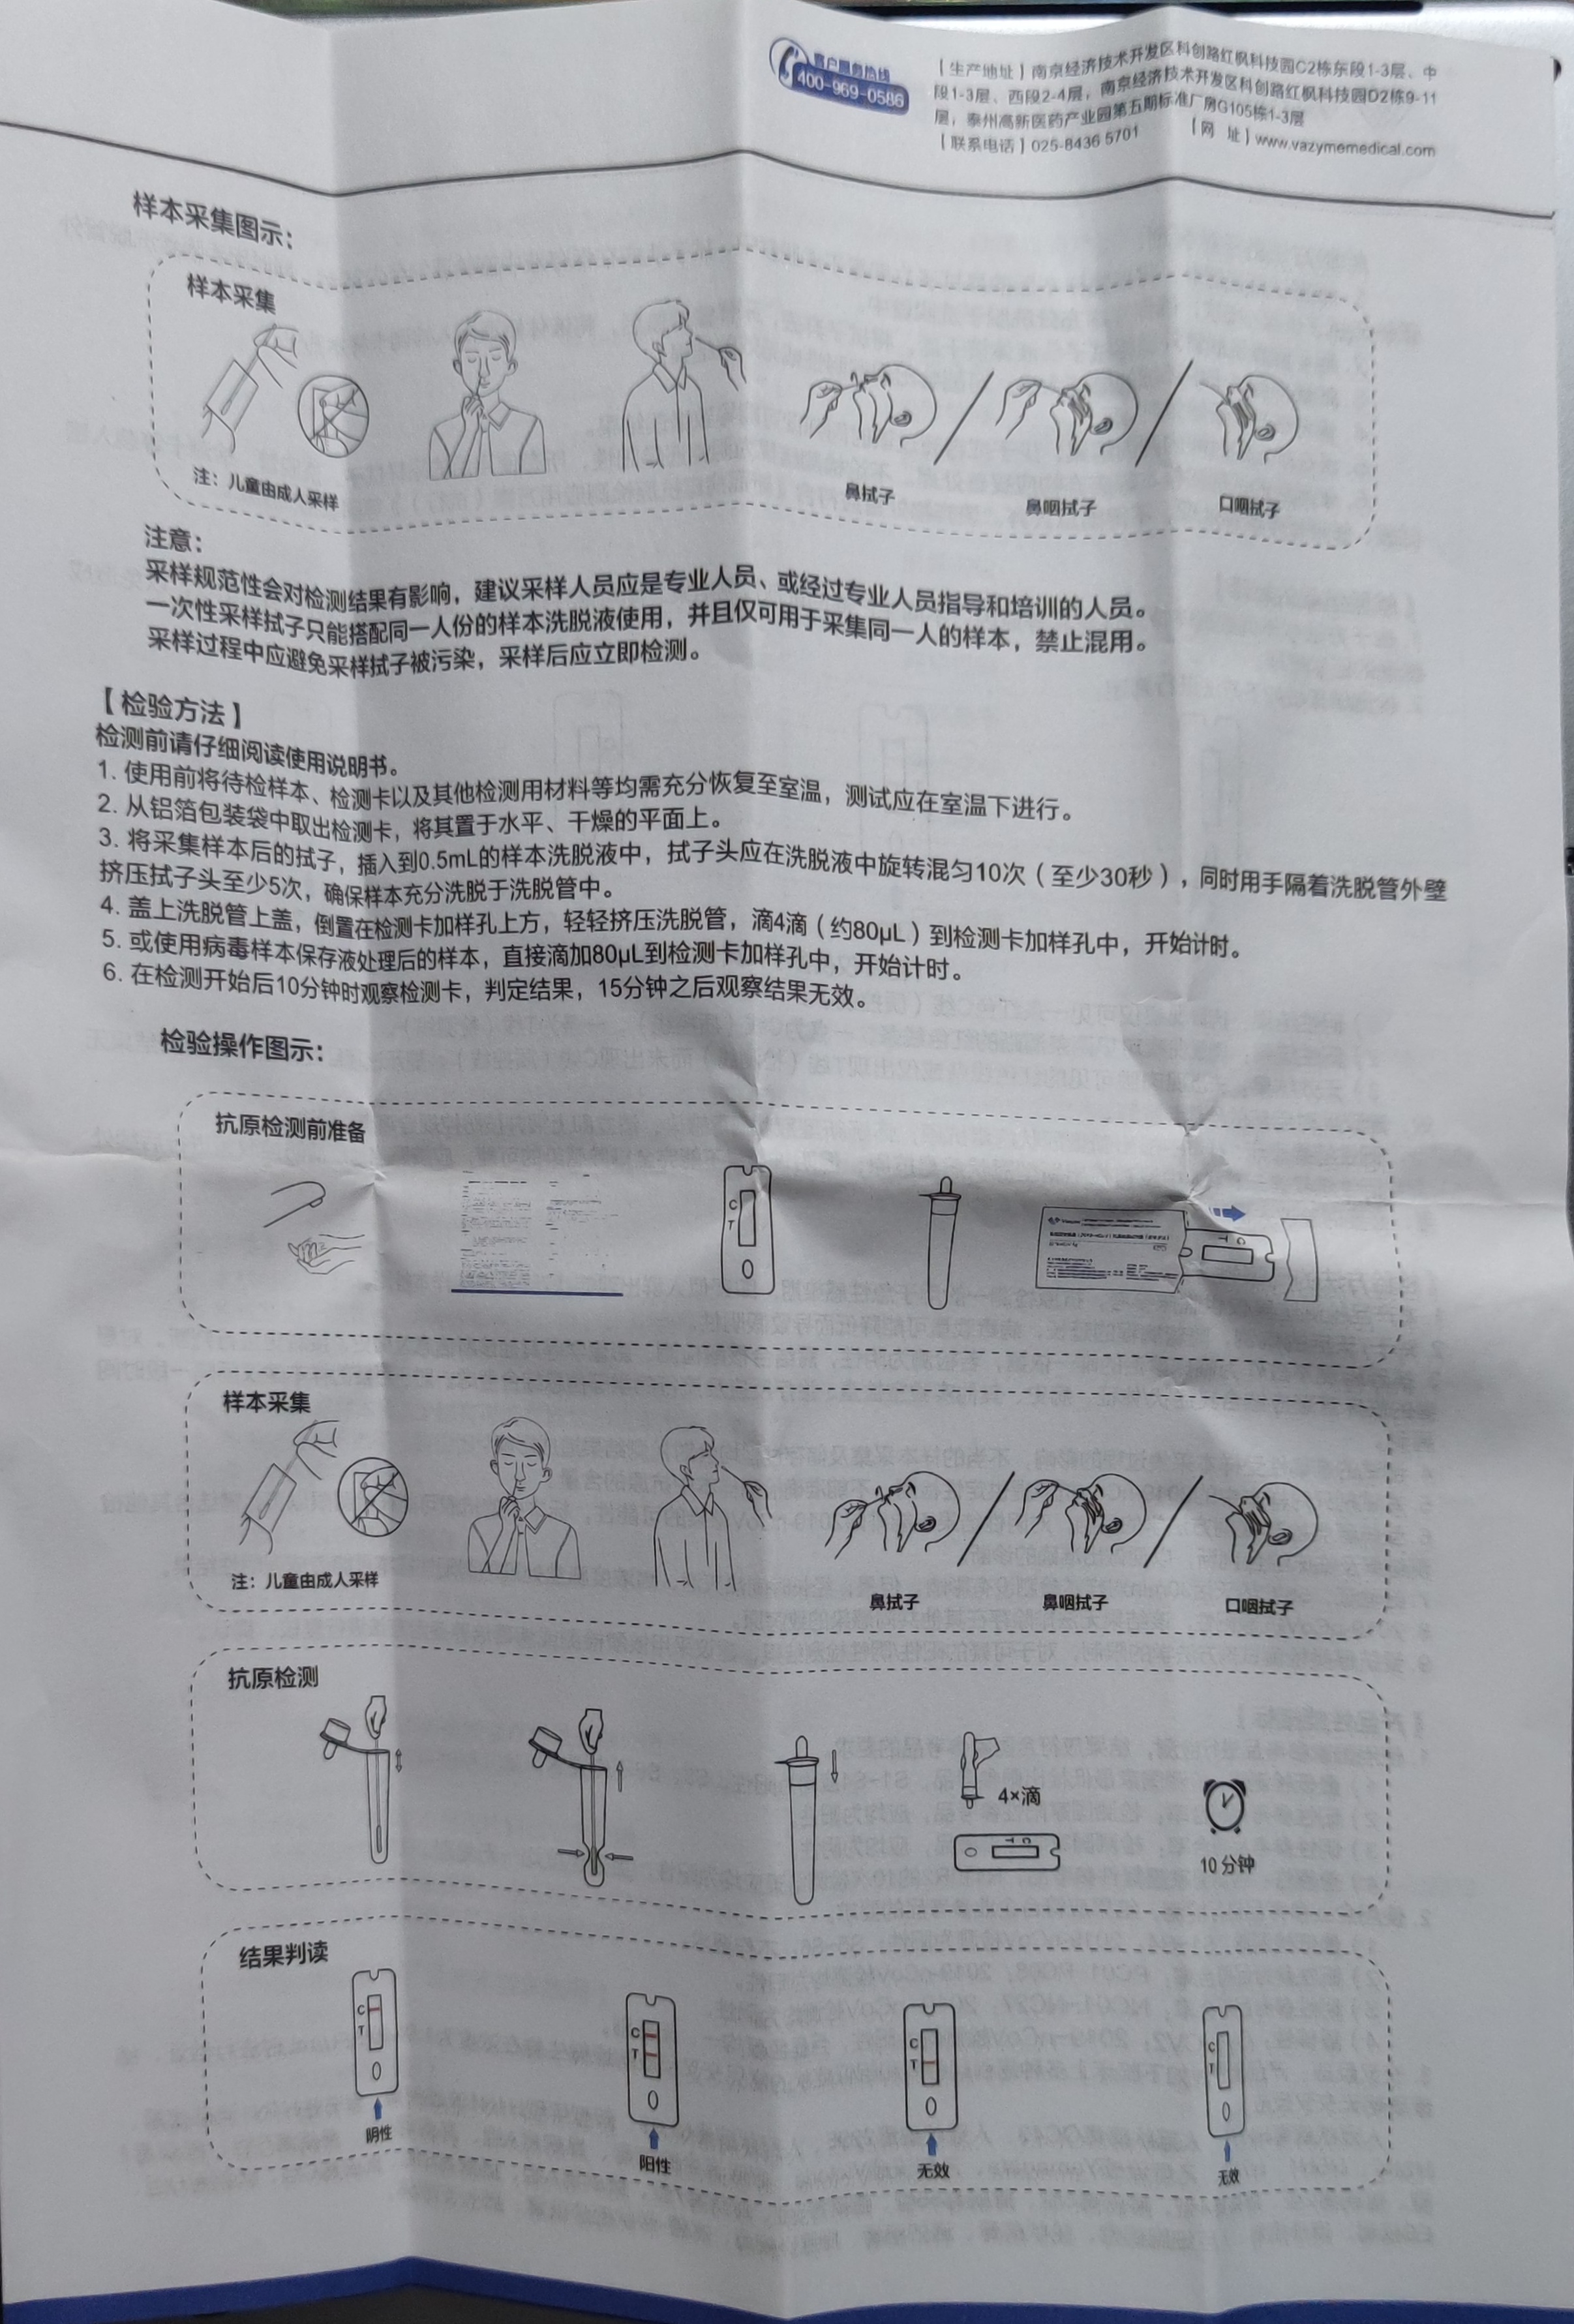 客户服务热线
400-969-0586
【生产地址】南京经济技术开发区科创路红枫科技园C2栋东段1-3层、中
段1-3层、西段2-4层，南京经济技术开发区科创路红枫科技园D2栋9-11
层，泰州高新医药产业园第五期标准厂房G105栋1-3层
【联系电话】025-8436 5701 【网 址】www.vazymemedical.com
样本采集图示：
样本采集
注：儿童由成人采样
鼻拭子
鼻咽拭子
口咽拭子
注意：
采样规范性会对检测结果有影响，建议采样人员应是专业人员、或经过专业人员指导和培训的人员。
一次性采样拭子只能搭配同一人份的样本洗脱液使用，并且仅可用于采集同一人的样本，禁止混用。
采样过程中应避免采样拭子被污染，采样后应立即检测。
【检验方法】
检测前请仔细阅读使用说明书。
1. 使用前将待检样本、检测卡以及其他检测用材料等均需充分恢复至室温，测试应在室温下进行。
2. 从铝箔包装袋中取出检测卡，将其置于水平、干燥的平面上。
3. 将采集样本后的拭子，插入到0.5mL的样本洗脱液中，拭子头应在洗脱液中旋转混匀10次（至少30秒），同时用手隔着洗脱管外壁
挤压拭子头至少5次，确保样本充分洗脱于洗脱管中。
4. 盖上洗脱管上盖，倒置在检测卡加样孔上方，轻轻挤压洗脱管，滴4滴（约80μL）到检测卡加样孔中，开始计时。
5. 或使用病毒样本保存液处理后的样本，直接滴加80μL到检测卡加样孔中，开始计时。
6. 在检测开始后10分钟时观察检测卡，判定结果，15分钟之后观察结果无效。
检验操作图示：
抗原检测前准备
C
T
T C
样本采集
注：儿童由成人采样
鼻拭子
鼻咽拭子
口咽拭子
抗原检测
4×滴
T C
10分钟
结果判读
C
T
阴性
C
T
阳性
C
T
无效
C
T
无效